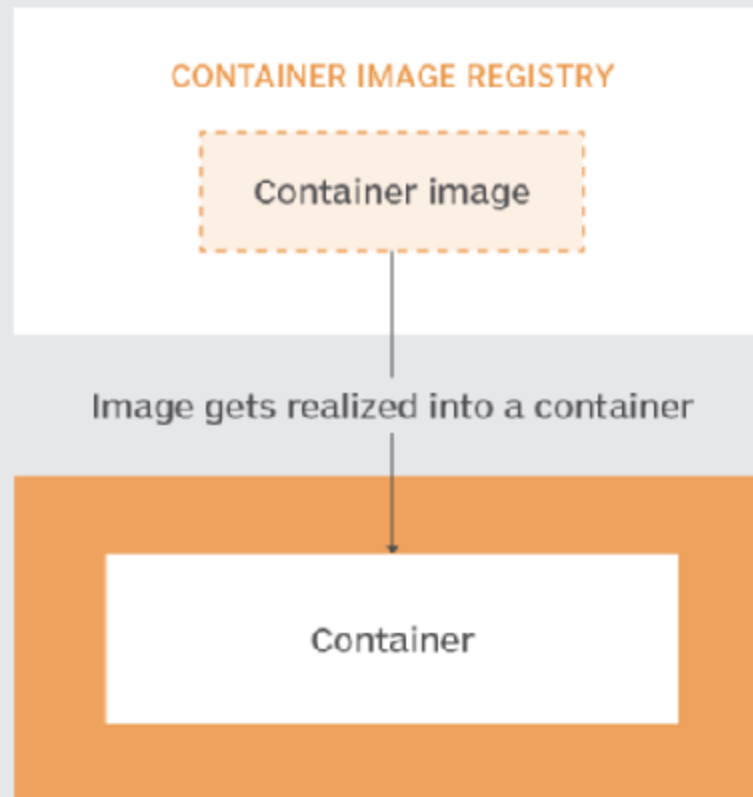 CONTAINER IMAGE REGISTRY
Container image
Image gets realized into a container
Container